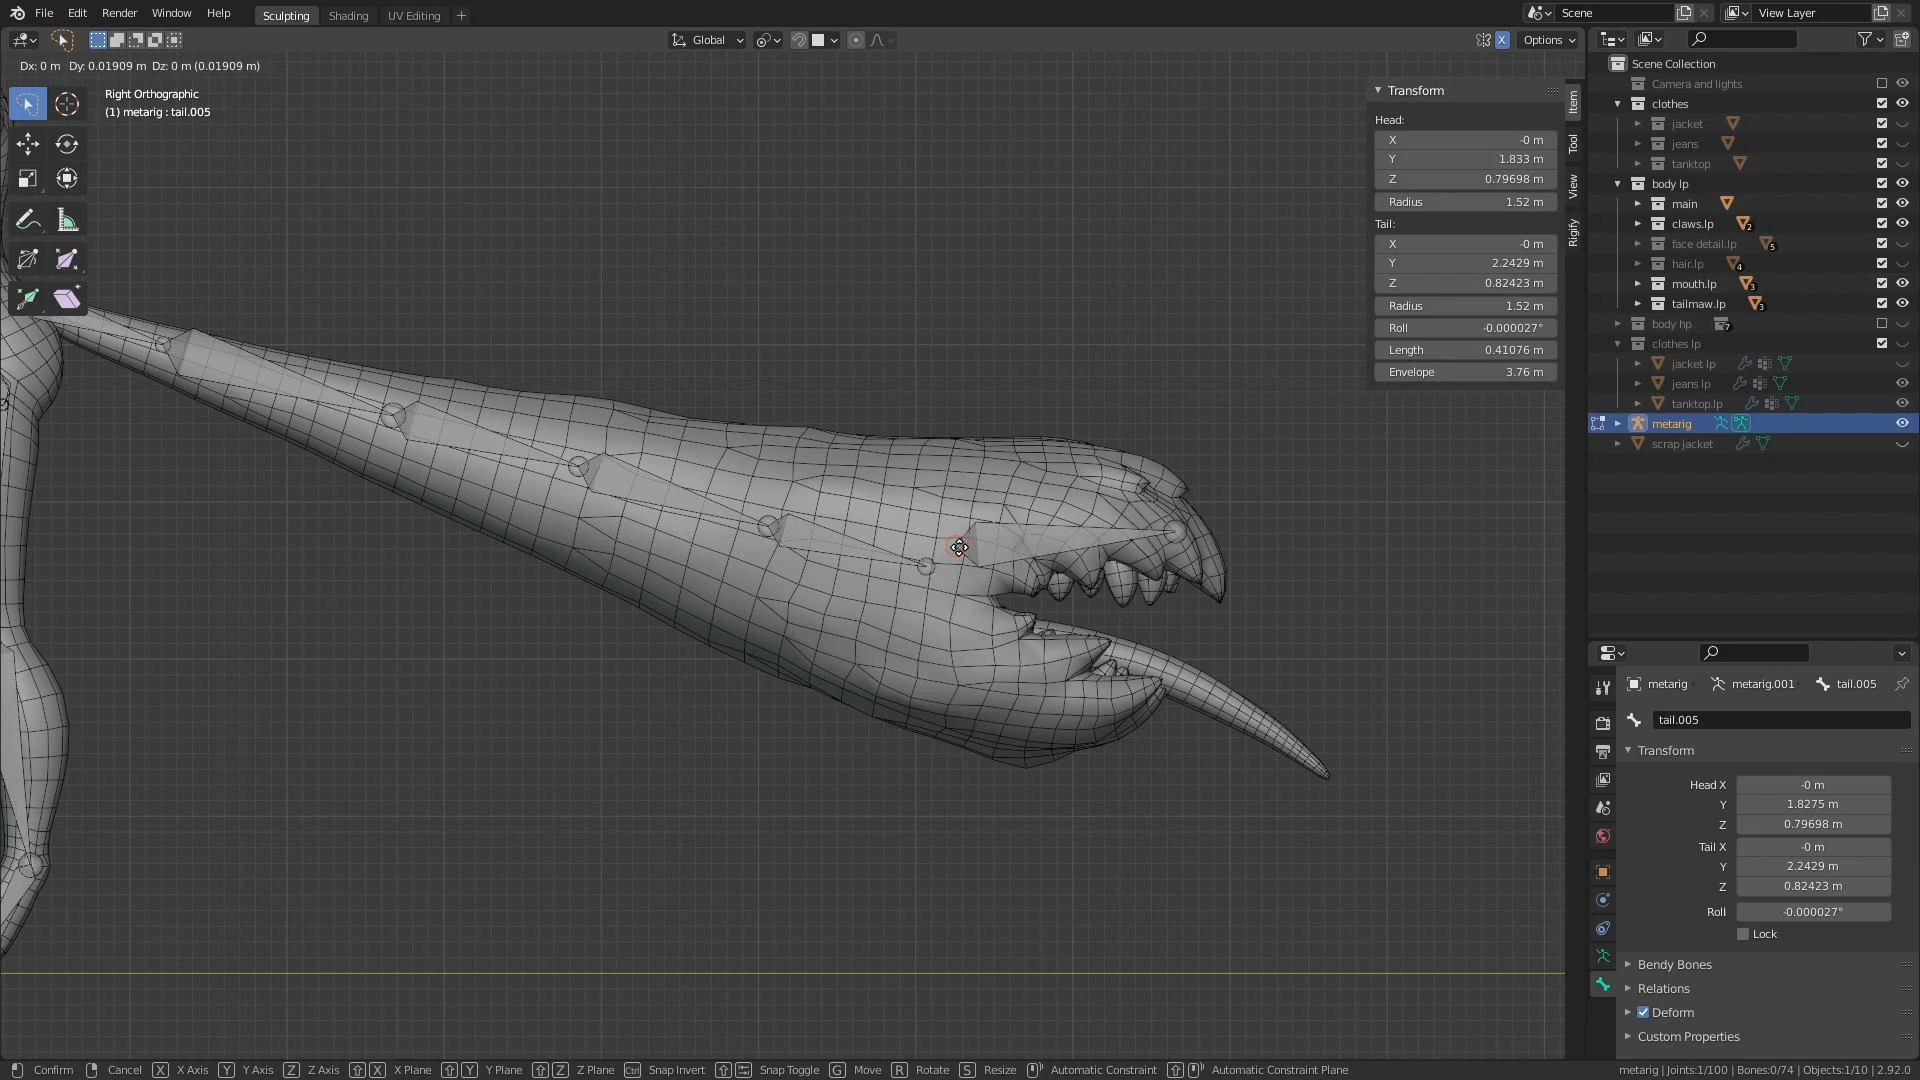 File Edit Render Window Help Sculpting Shading UV Editing + Scene View Layer
Global X Options
Dx: 0 m Dy: 0.01909 m Dz: 0 m (0.01909 m)
Right Orthographic
(1) metarig : tail.005
Transform
Head:
X -0 m
Y 1.833 m
Z 0.79698 m
Radius 1.52 m
Tail:
X -0 m
Y 2.2429 m
Z 0.82423 m
Radius 1.52 m
Roll -0.000027°
Length 0.41076 m
Envelope 3.76 m
Item
Tool
View
Rigify
Scene Collection
Camera and lights
clothes
jacket
jeans
tanktop
body lp
main
claws.lp 2
face detail.lp 5
hair.lp 4
mouth.lp 3
tailmaw.lp 3
body hp 7
clothes lp
jacket lp
jeans lp
tanktop.lp
metarig
scrap jacket
metarig metarig.001 tail.005
tail.005
Transform
Head X -0 m
Y 1.8275 m
Z 0.79698 m
Tail X -0 m
Y 2.2429 m
Z 0.82423 m
Roll -0.000027°
Lock
Bendy Bones
Relations
Deform
Custom Properties
Confirm Cancel X X Axis Y Y Axis Z Z Axis X X Plane Y Y Plane Z Z Plane Ctrl Snap Invert Snap Toggle G Move R Rotate S Resize Automatic Constraint Automatic Constraint Plane metarig | Joints:1/100 | Bones:0/74 | Objects:1/10 | 2.92.0